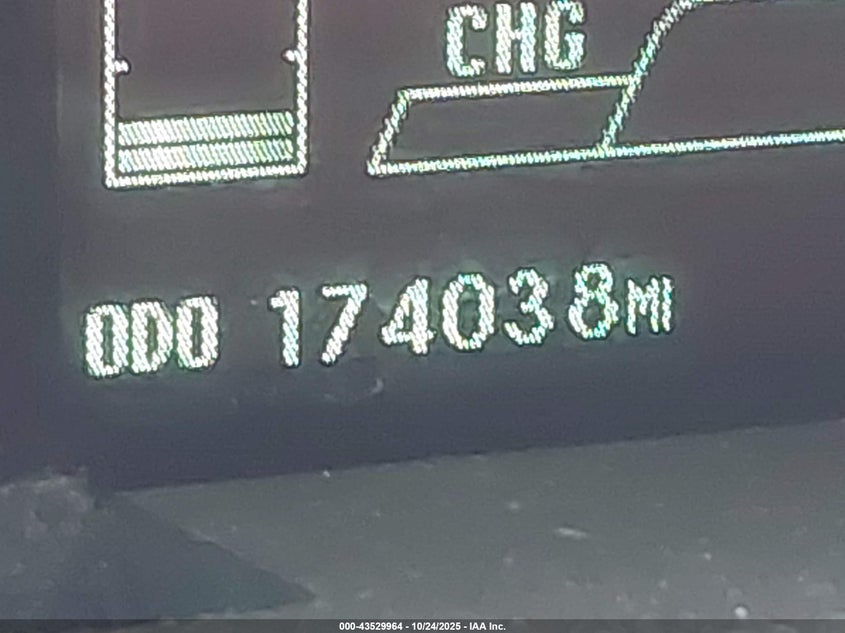 CHG
ODO 174038MI
000-43529964 - 10/24/2025 - IAA Inc.